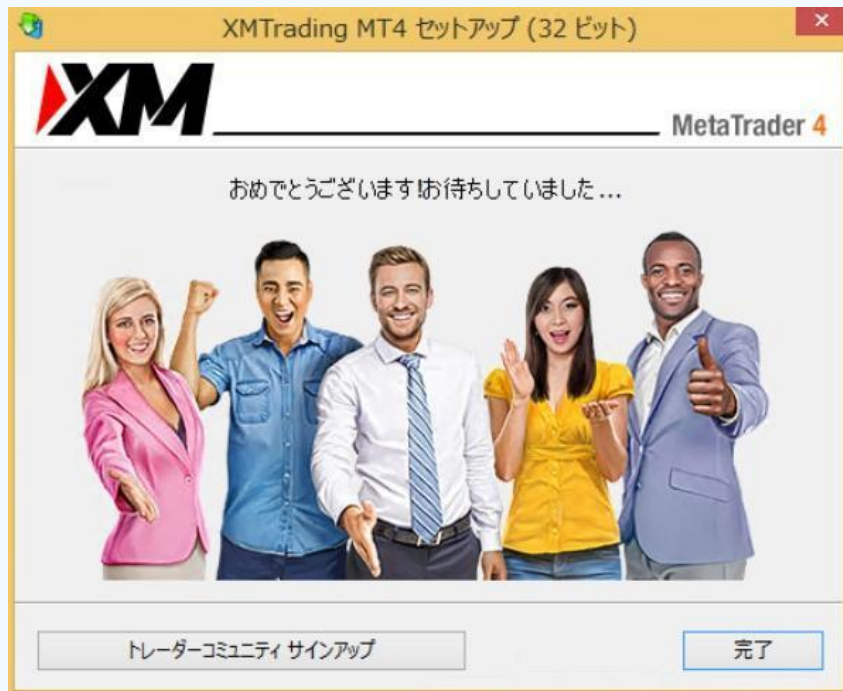 XMTrading MT4 セットアップ (32 ビット)
XM
MetaTrader 4
おめでとうございます!お待ちしていました...
トレーダーコミュニティ サインアップ
完了